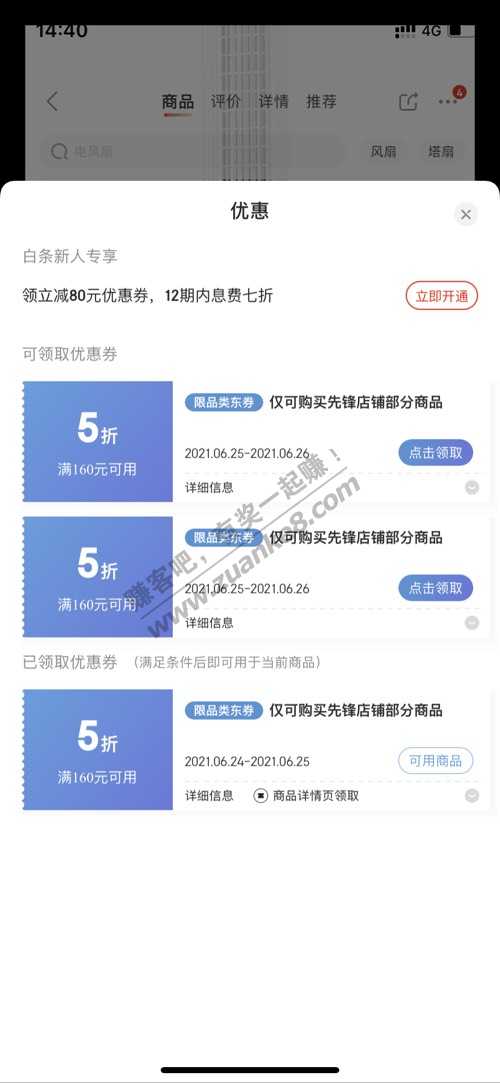 14:40
4G
商品 评价 详情 推荐
4
电风扇 风扇 塔扇
优惠
白条新人专享
领立减80元优惠券，12期内息费七折 立即开通
可领取优惠券
5折
满160元可用
限品类东券 仅可购买先锋店铺部分商品
2021.06.25-2021.06.26 点击领取
详细信息
5折
满160元可用
限品类东券 仅可购买先锋店铺部分商品
2021.06.25-2021.06.26 点击领取
详细信息
赚客吧，有奖一起赚！
www.zuanke8.com
已领取优惠券 （满足条件后即可用于当前商品）
5折
满160元可用
限品类东券 仅可购买先锋店铺部分商品
2021.06.24-2021.06.25 可用商品
详细信息 商品详情页领取